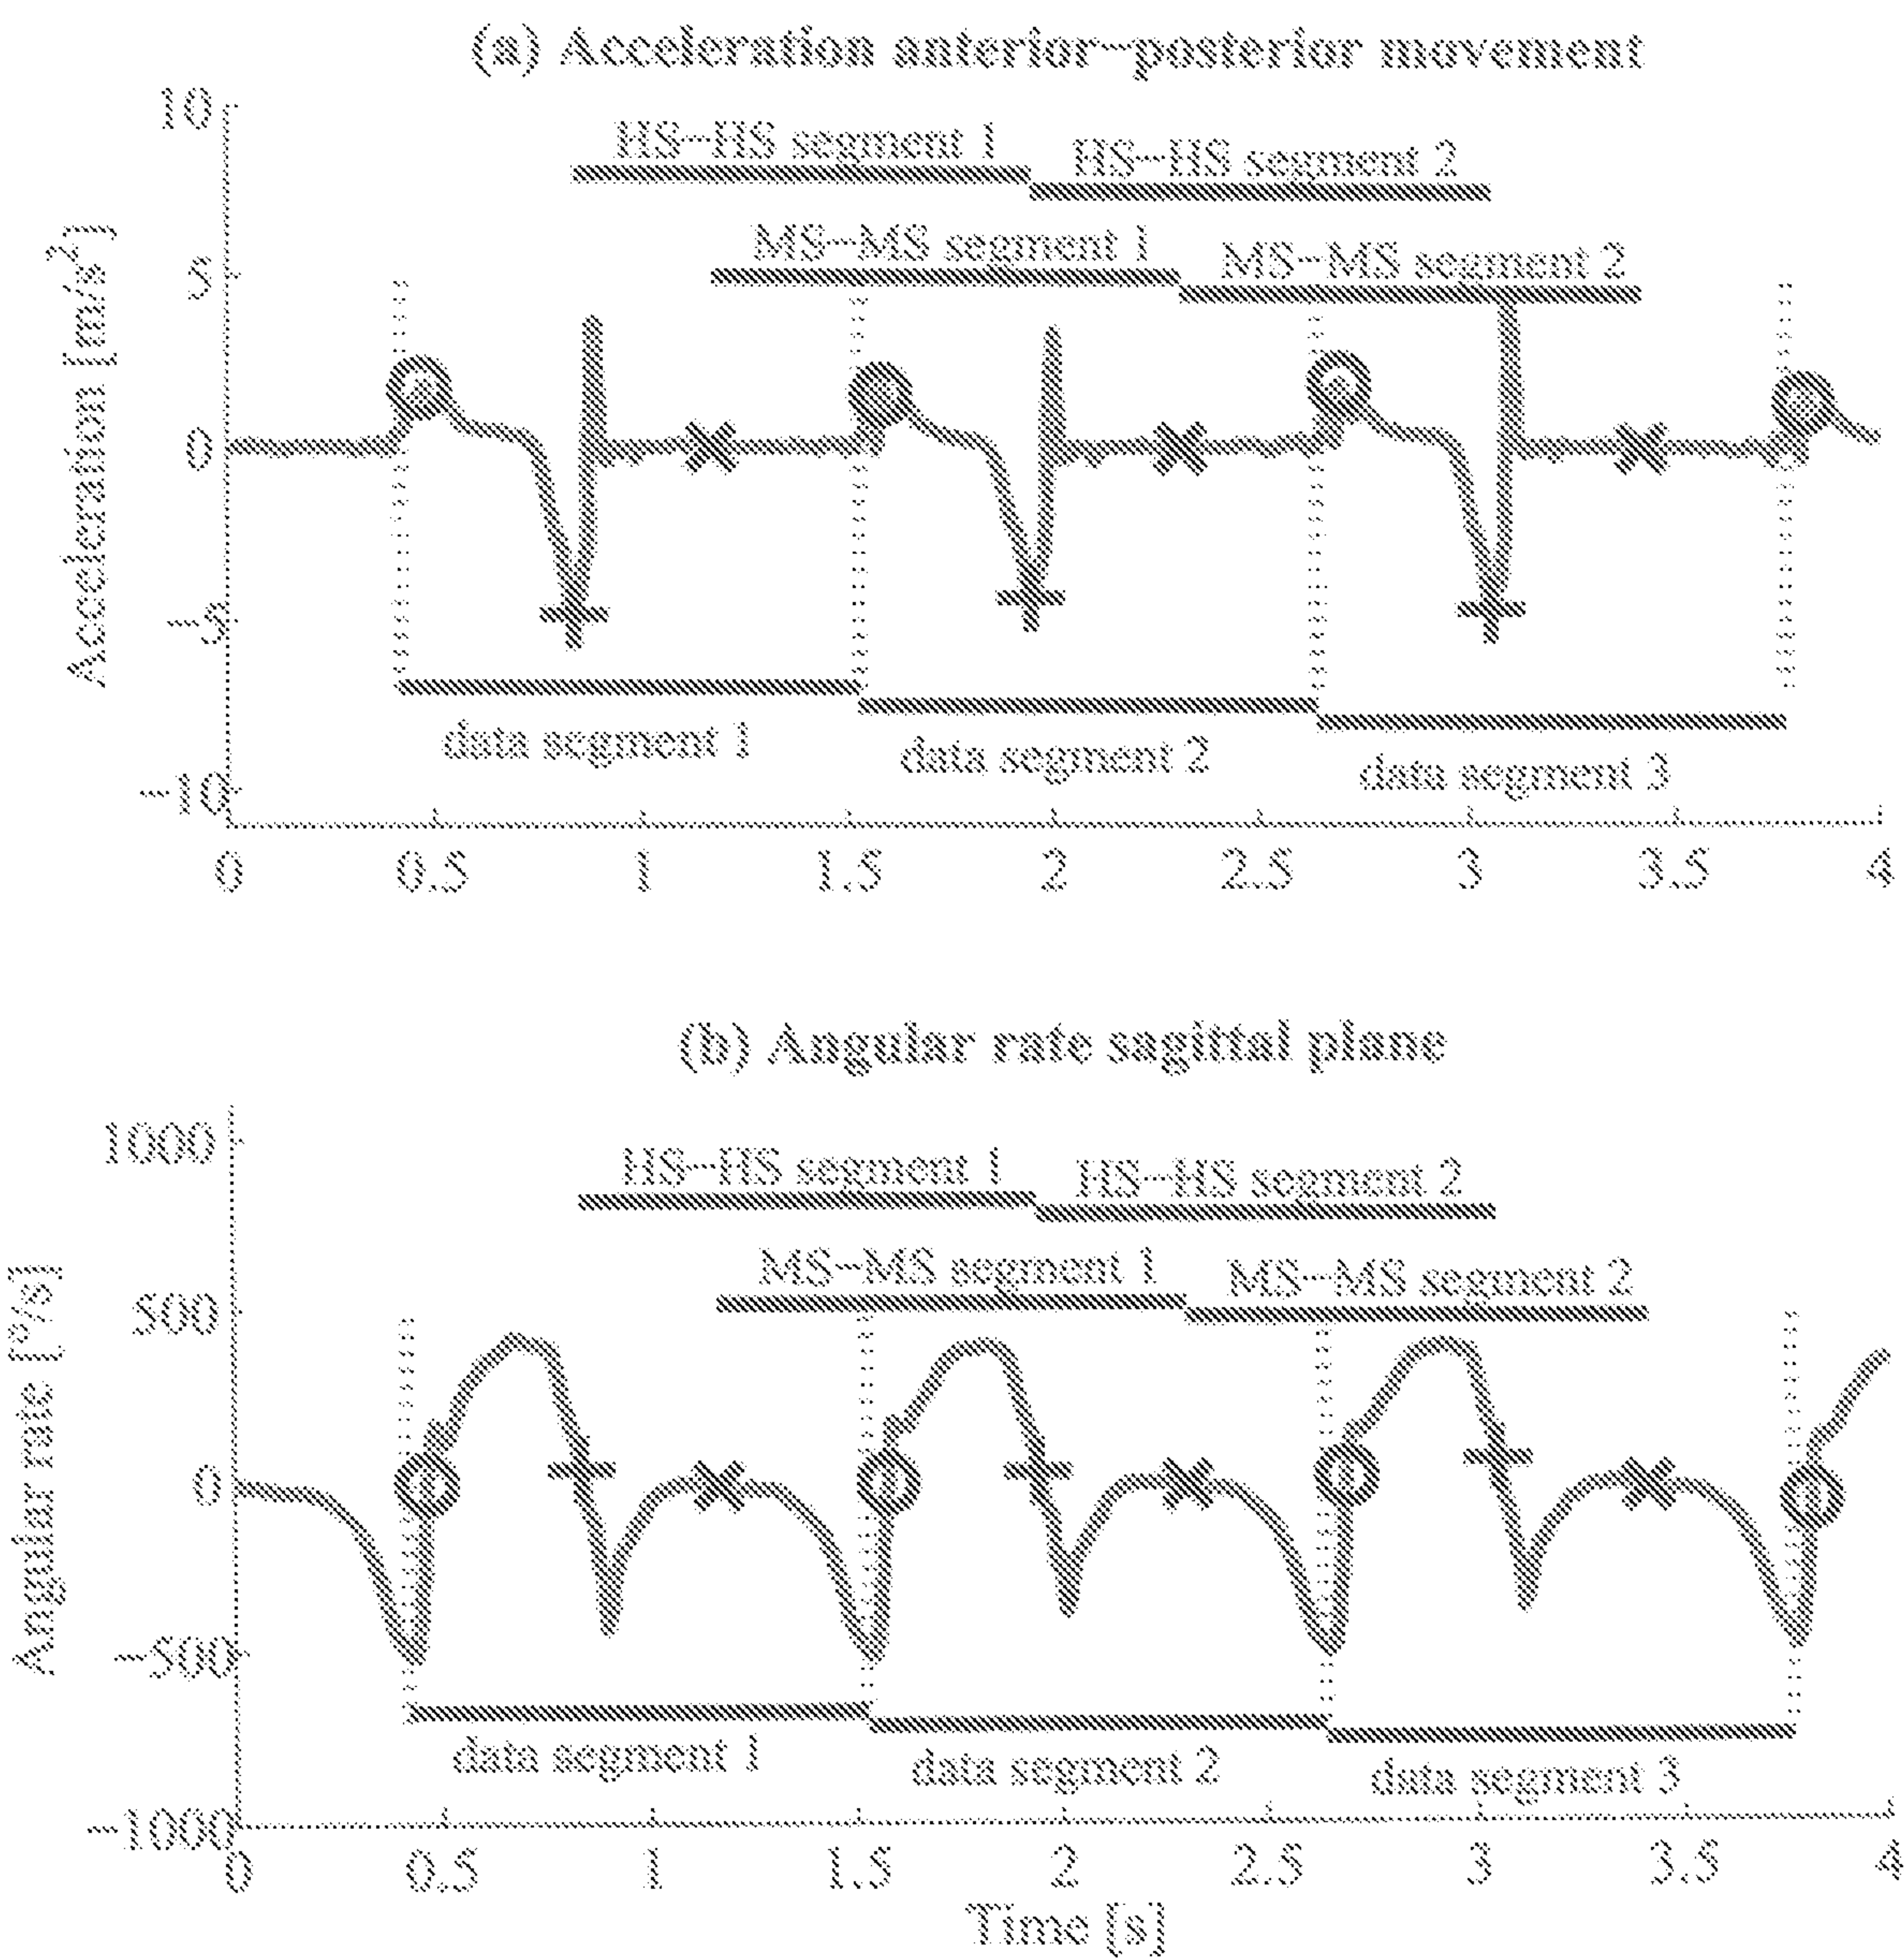 (a) Acceleration anterior–posterior movement
10
HS–HS segment 1
HS–HS segment 2
MS–MS segment 1
MS–MS segment 2
5
Acceleration [m/s²]
0
−5
data segment 1
data segment 2
data segment 3
−10
0 0.5 1 1.5 2 2.5 3 3.5 4
(b) Angular rate sagittal plane
1000
HS–HS segment 1
HS–HS segment 2
MS–MS segment 1
MS–MS segment 2
500
Angular rate [º/s]
0
−500
data segment 1
data segment 2
data segment 3
−1000
0 0.5 1 1.5 2 2.5 3 3.5 4
Time [s]